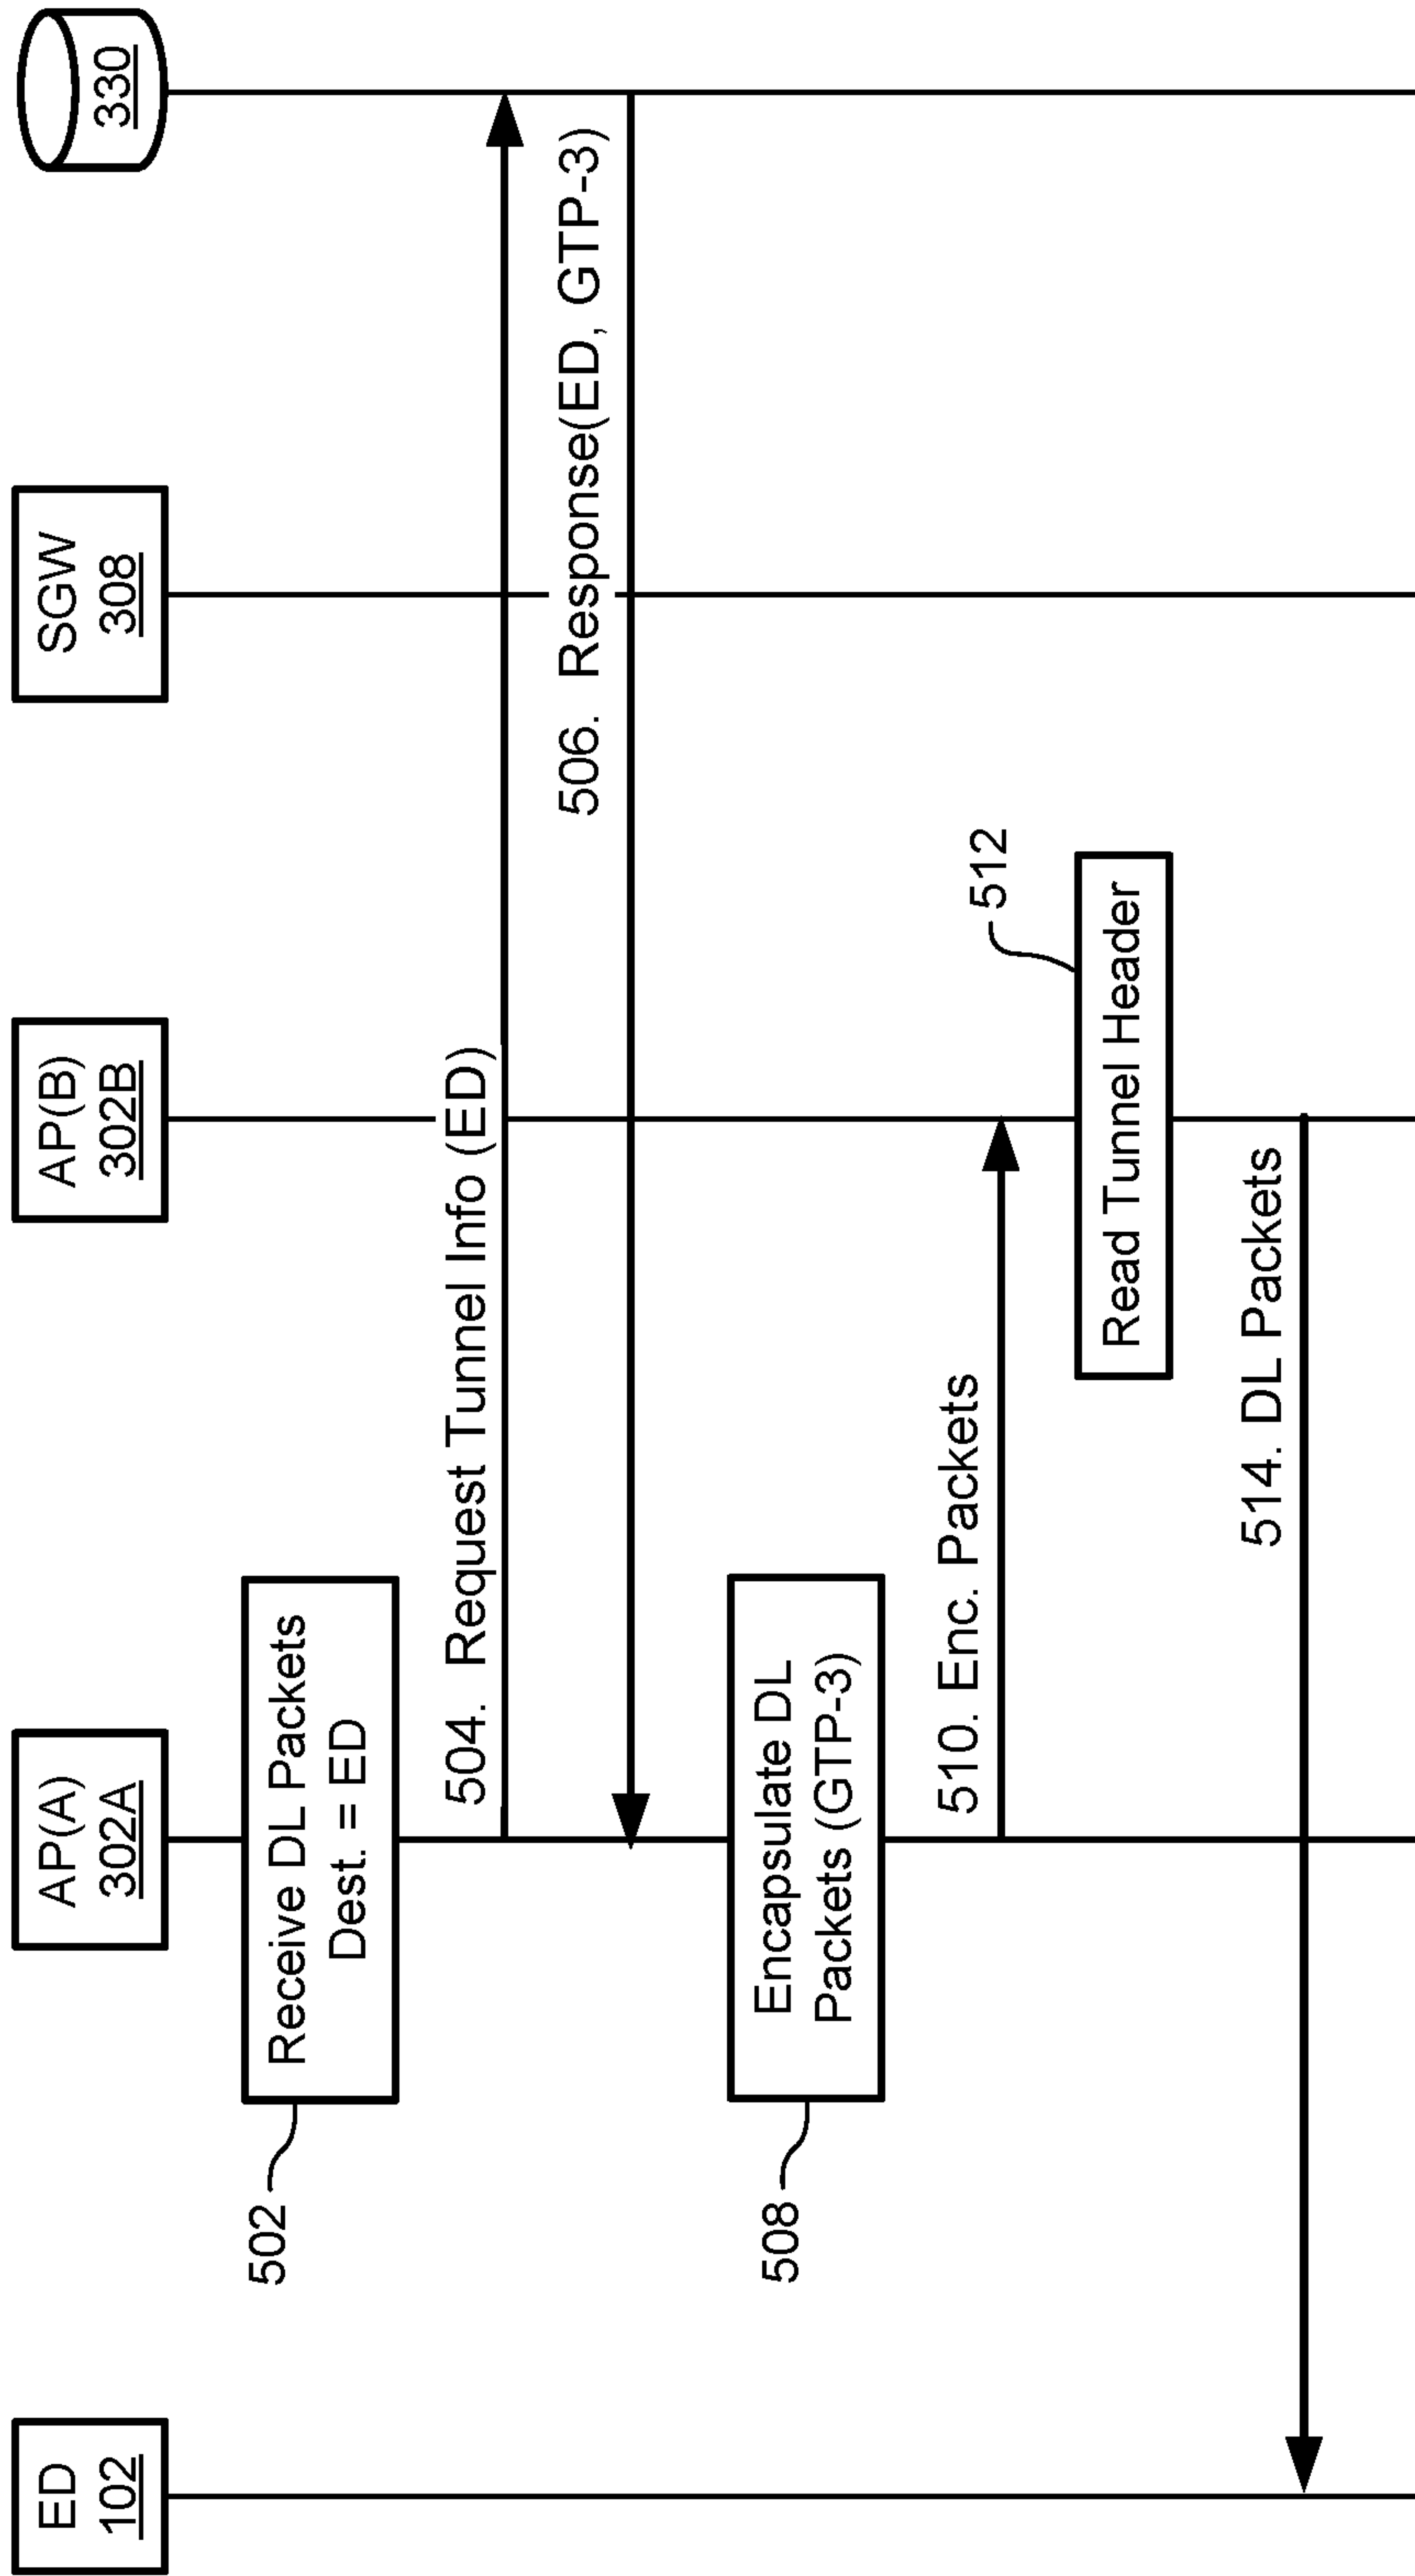 ED
102
AP(A)
302A
AP(B)
302B
SGW
308
330
502
Receive DL Packets
Dest. = ED
504. Request Tunnel Info (ED)
506. Response(ED, GTP-3)
508
Encapsulate DL
Packets (GTP-3)
510. Enc. Packets
512
Read Tunnel Header
514. DL Packets